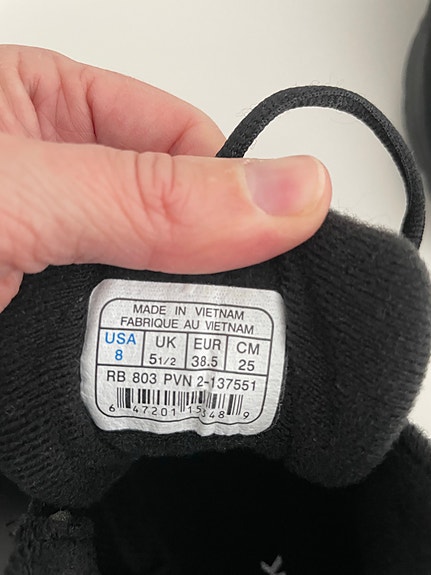 MADE IN VIETNAM
FABRIQUE AU VIETNAM
USA UK EUR CM
8 5 1/2 38.5 25
RB 803 PVN 2-137551
6 47201 15348 9